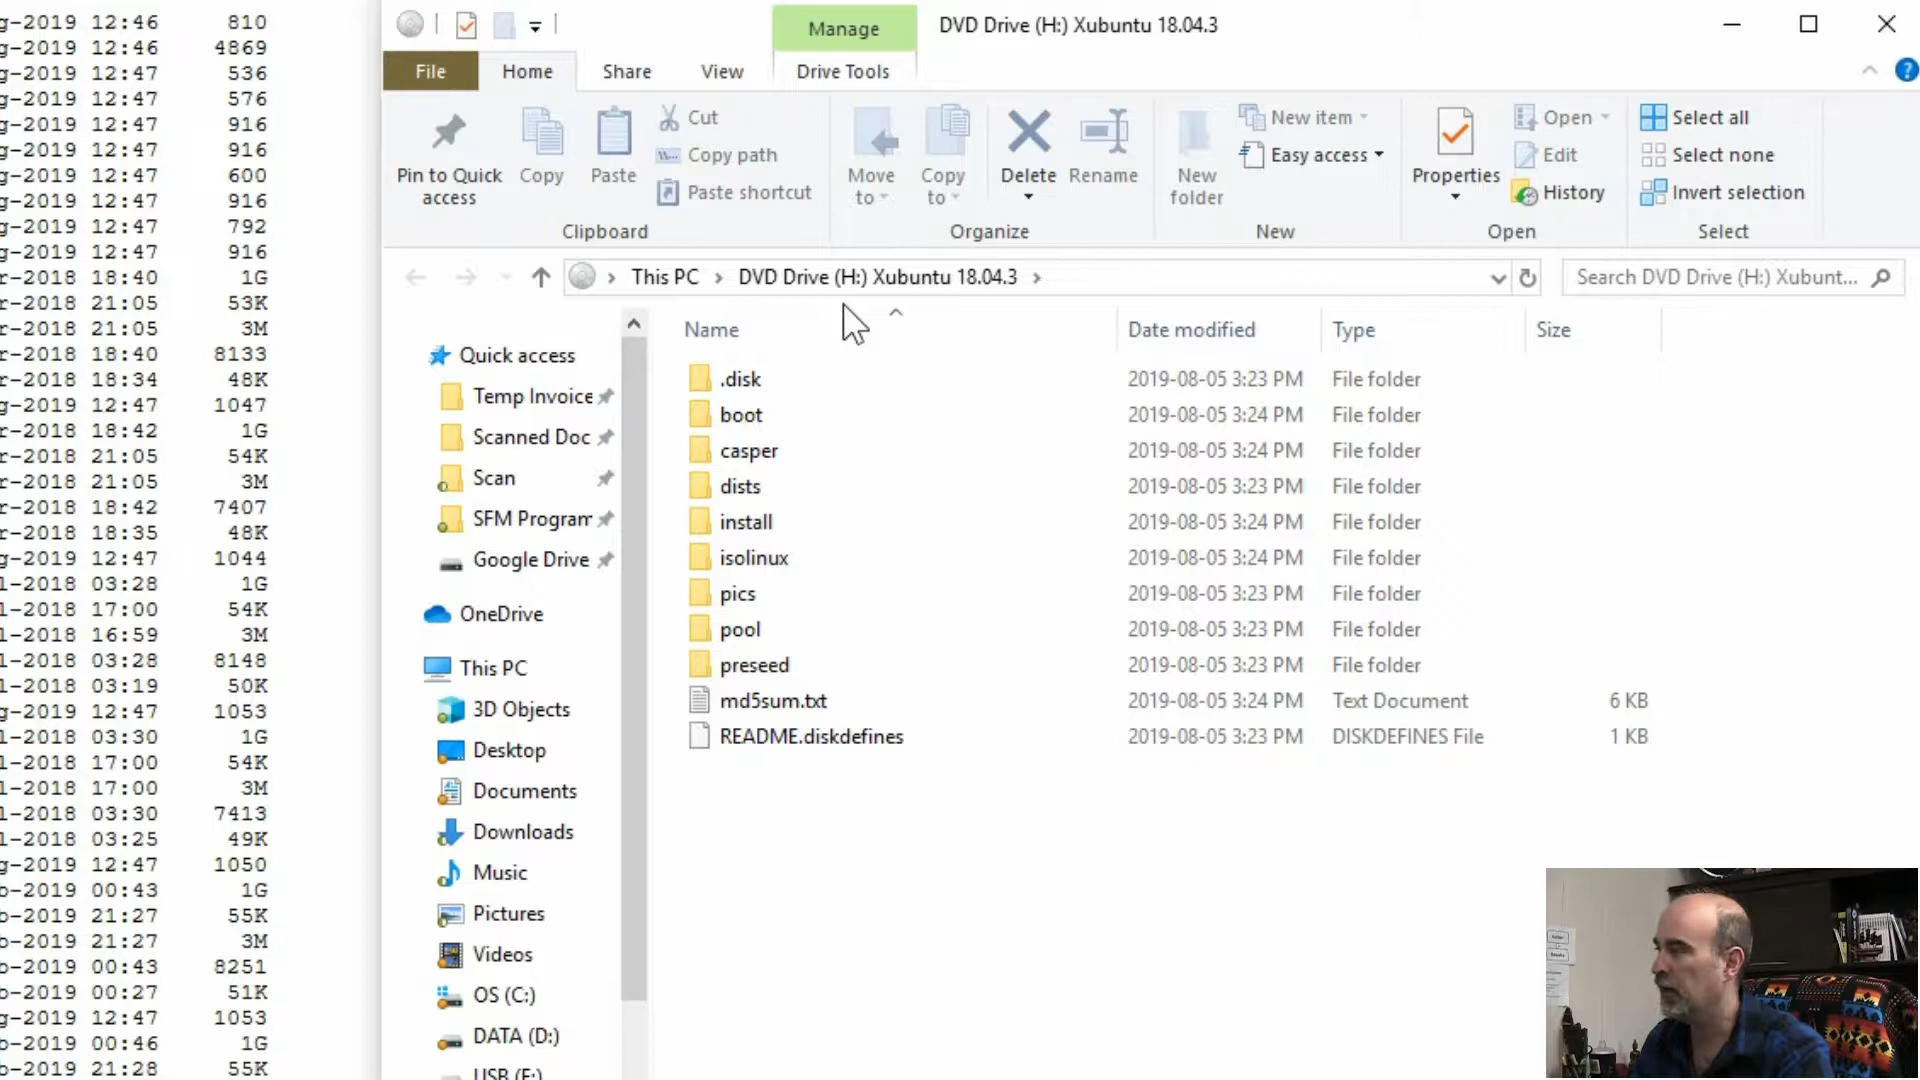 g-2019 12:46 810
g-2019 12:46 4869
g-2019 12:47 536
g-2019 12:47 576
g-2019 12:47 916
g-2019 12:47 916
g-2019 12:47 600
g-2019 12:47 916
g-2019 12:47 792
g-2019 12:47 916
r-2018 18:40 1G
r-2018 21:05 53K
r-2018 21:05 3M
r-2018 18:40 8133
r-2018 18:34 48K
g-2019 12:47 1047
r-2018 18:42 1G
r-2018 21:05 54K
r-2018 21:05 3M
r-2018 18:42 7407
r-2018 18:35 48K
g-2019 12:47 1044
l-2018 03:28 1G
l-2018 17:00 54K
l-2018 16:59 3M
l-2018 03:28 8148
l-2018 03:19 50K
g-2019 12:47 1053
l-2018 03:30 1G
l-2018 17:00 54K
l-2018 17:00 3M
l-2018 03:30 7413
l-2018 03:25 49K
g-2019 12:47 1050
b-2019 00:43 1G
b-2019 21:27 55K
b-2019 21:27 3M
b-2019 00:43 8251
b-2019 00:27 51K
g-2019 12:47 1053
b-2019 00:46 1G
b-2019 21:28 55K
Manage DVD Drive (H:) Xubuntu 18.04.3
File Home Share View Drive Tools ?
Pin to Quick access
Copy
Paste
Cut
Copy path
Paste shortcut
Clipboard
Move to
Copy to
Delete
Rename
Organize
New folder
New item
Easy access
New
Properties
Open
Edit
History
Open
Select all
Select none
Invert selection
Select
This PC > DVD Drive (H:) Xubuntu 18.04.3 >
Search DVD Drive (H:) Xubunt...
Quick access
Temp Invoice
Scanned Doc
Scan
SFM Program
Google Drive
OneDrive
This PC
3D Objects
Desktop
Documents
Downloads
Music
Pictures
Videos
OS (C:)
DATA (D:)
USB (F:)
Name Date modified Type Size
.disk 2019-08-05 3:23 PM File folder
boot 2019-08-05 3:24 PM File folder
casper 2019-08-05 3:24 PM File folder
dists 2019-08-05 3:23 PM File folder
install 2019-08-05 3:24 PM File folder
isolinux 2019-08-05 3:24 PM File folder
pics 2019-08-05 3:23 PM File folder
pool 2019-08-05 3:23 PM File folder
preseed 2019-08-05 3:23 PM File folder
md5sum.txt 2019-08-05 3:24 PM Text Document 6 KB
README.diskdefines 2019-08-05 3:23 PM DISKDEFINES File 1 KB